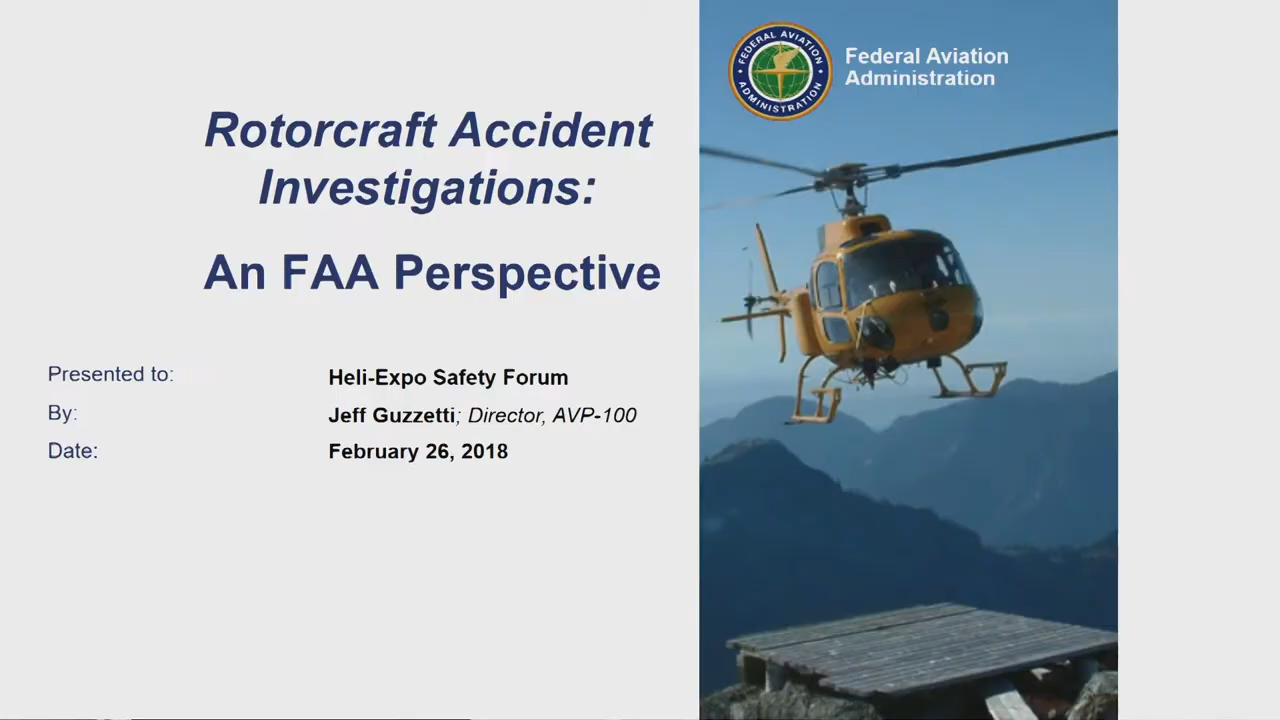 Rotorcraft Accident
Investigations:
An FAA Perspective
Presented to:
Heli-Expo Safety Forum
By:
Jeff Guzzetti; Director, AVP-100
Date:
February 26, 2018
FEDERAL AVIATION
ADMINISTRATION
Federal Aviation
Administration